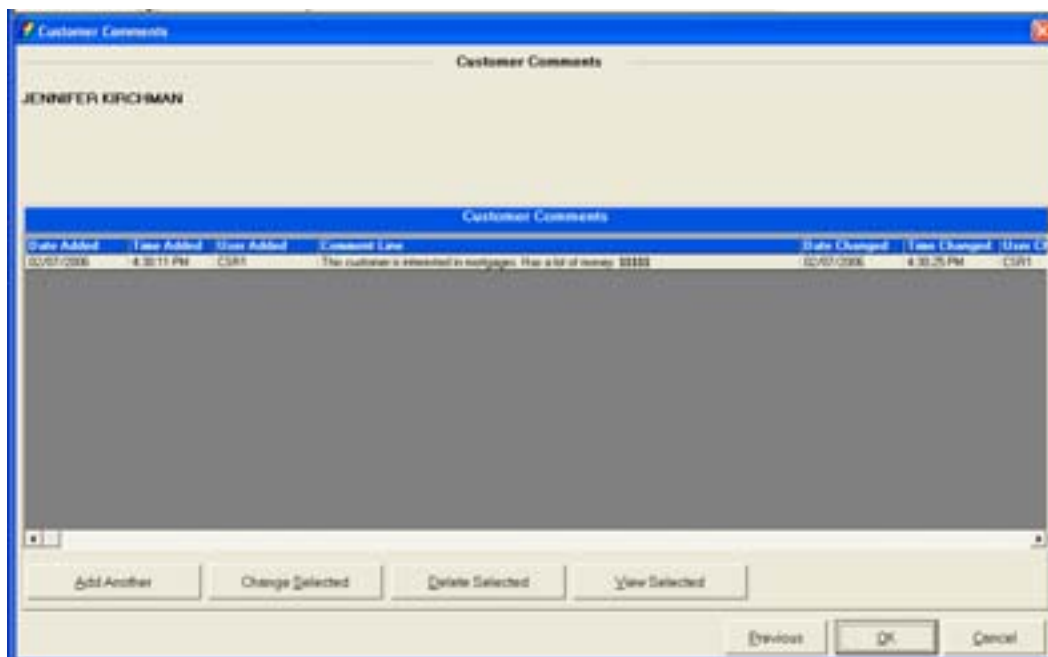 Customer Comments
Customer Comments
JENNIFER KIRCHMAN
Customer Comments
Date Added Time Added User Added Comment Line Date Changed Time Changed User
02/07/2006 4:30:11 PM CSR1 This customer is interested in mortgages. Has a lot of money. $$$$$ 02/07/2006 4:30:25 PM CSR1
Add Another Change Selected Delete Selected View Selected
Previous OK Cancel